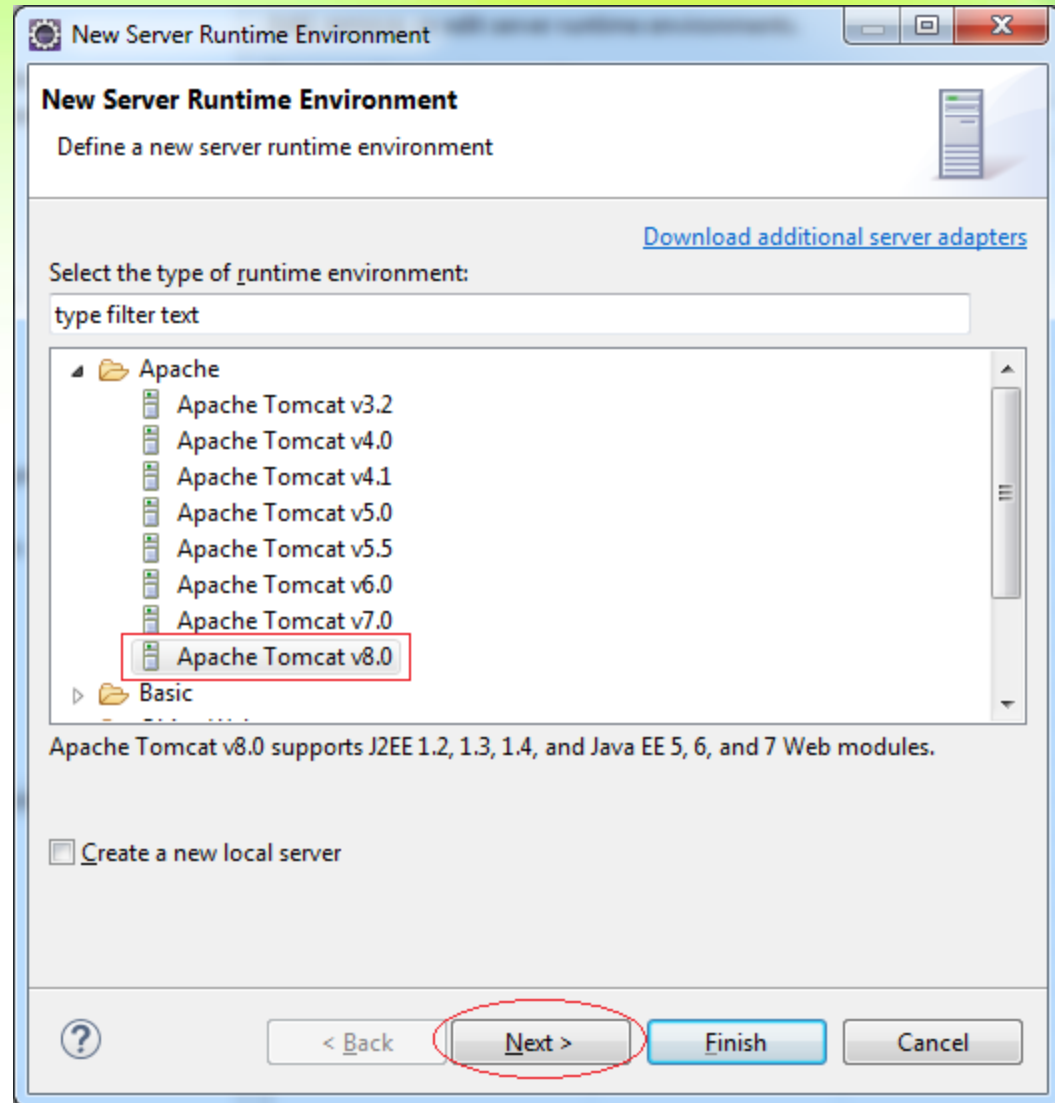 New Server Runtime Environment
New Server Runtime Environment
Define a new server runtime environment
Download additional server adapters
Select the type of runtime environment:
type filter text
Apache
Apache Tomcat v3.2
Apache Tomcat v4.0
Apache Tomcat v4.1
Apache Tomcat v5.0
Apache Tomcat v5.5
Apache Tomcat v6.0
Apache Tomcat v7.0
Apache Tomcat v8.0
Basic
Apache Tomcat v8.0 supports J2EE 1.2, 1.3, 1.4, and Java EE 5, 6, and 7 Web modules.
Create a new local server
? < Back Next > Finish Cancel